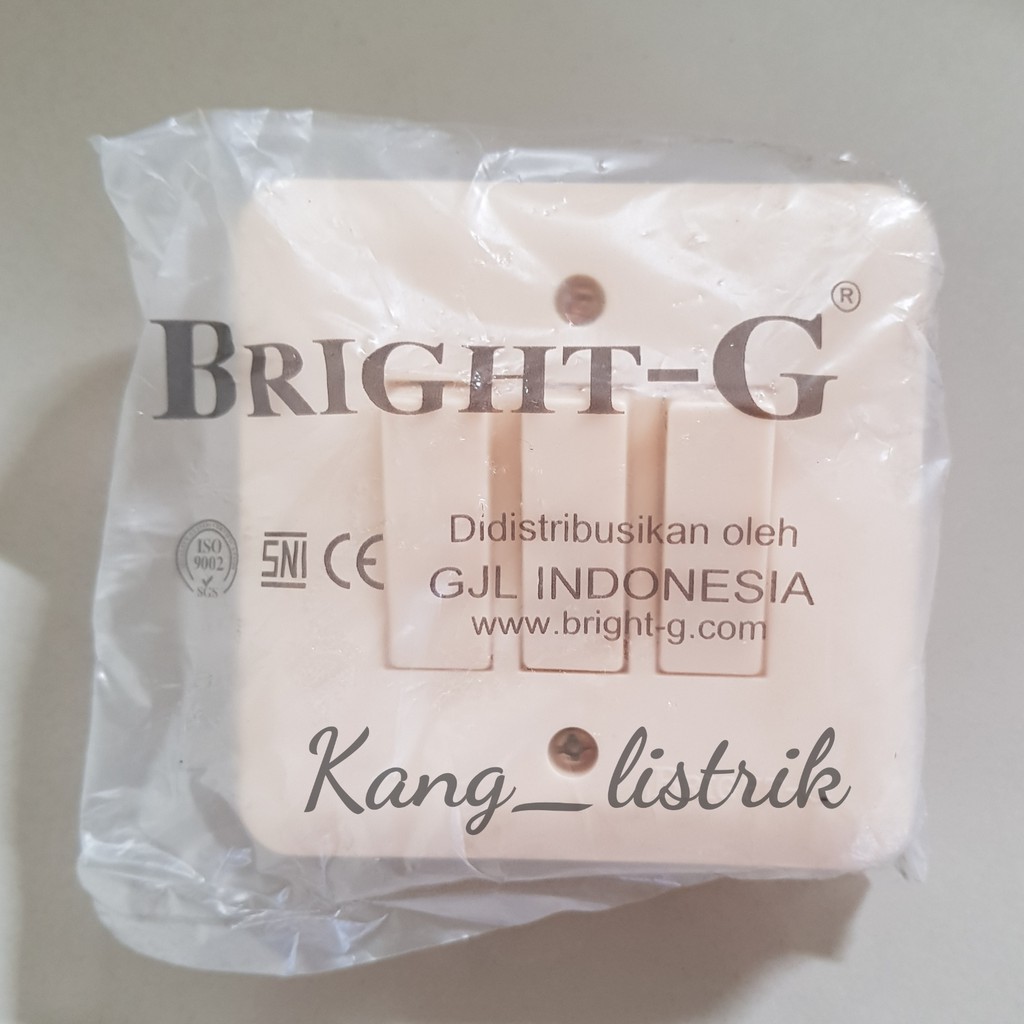 BRIGHT-G®
ISO
9002
SGS
SNI CE
Didistribusikan oleh
GJL INDONESIA
www.bright-g.com
Kang_listrik